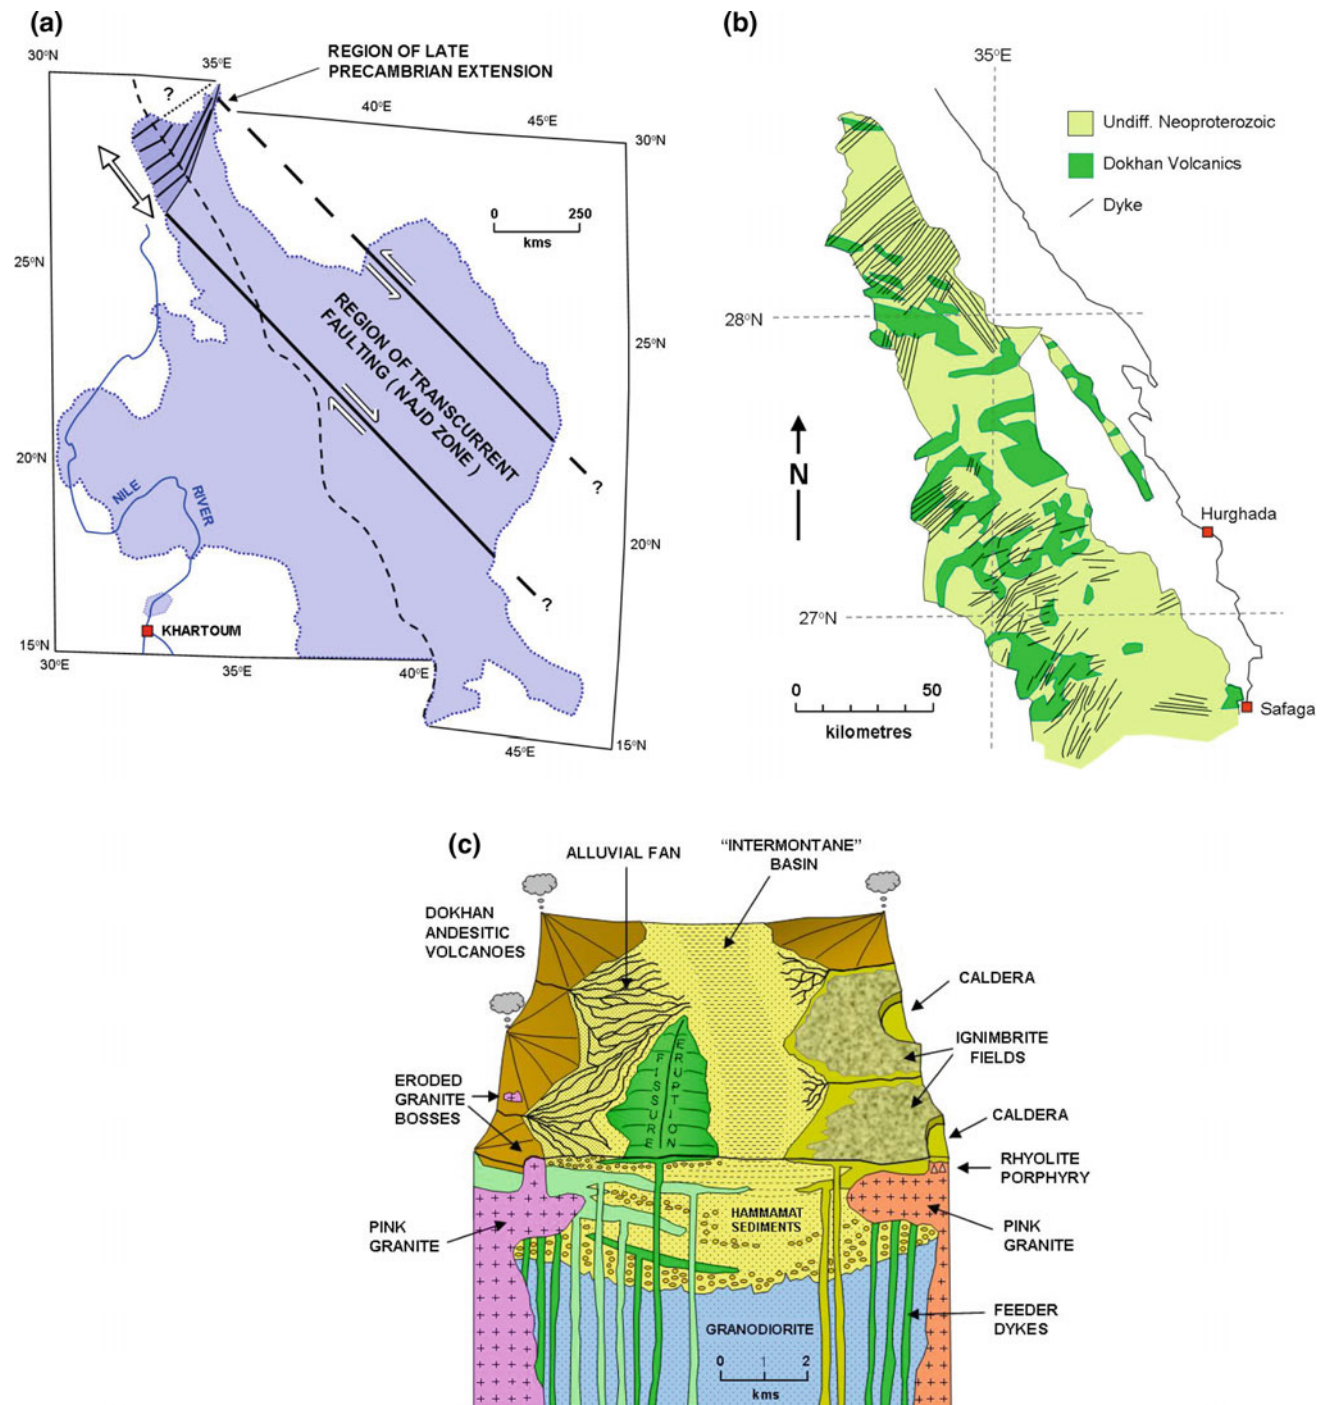 (a)
REGION OF LATE
PRECAMBRIAN EXTENSION
30°N
35°E
?
40°E
45°E
30°N
0 250
kms
25°N
REGION OF TRANSCURRENT
FAULTING ( NAJD ZONE )
25°N
20°N
NILE
RIVER
?
20°N
?
KHARTOUM
15°N
30°E
35°E
40°E
45°E
15°N
(b)
35°E
Undiff. Neoproterozoic
Dokhan Volcanics
Dyke
28°N
N
Hurghada
27°N
0 50
kilometres
Safaga
(c)
ALLUVIAL FAN
“INTERMONTANE”
BASIN
DOKHAN
ANDESITIC
VOLCANOES
CALDERA
IGNIMBRITE
FIELDS
FISSURE
ERUPTION
ERODED
GRANITE
BOSSES
CALDERA
RHYOLITE
PORPHYRY
HAMMAMAT
SEDIMENTS
PINK
GRANITE
PINK
GRANITE
GRANODIORITE
FEEDER
DYKES
0 1 2
kms